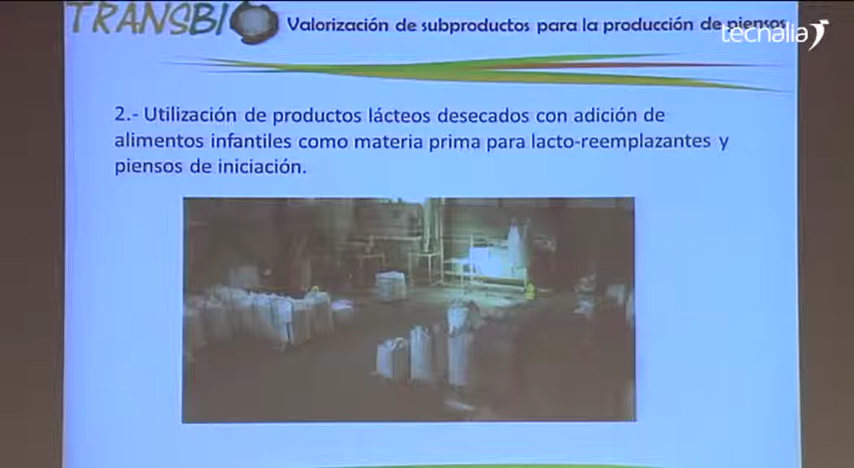 TRANSBIO
Valorización de subproductos para la producción de piensos
tecnalia
2.- Utilización de productos lácteos desecados con adición de
alimentos infantiles como materia prima para lacto-reemplazantes y
piensos de iniciación.